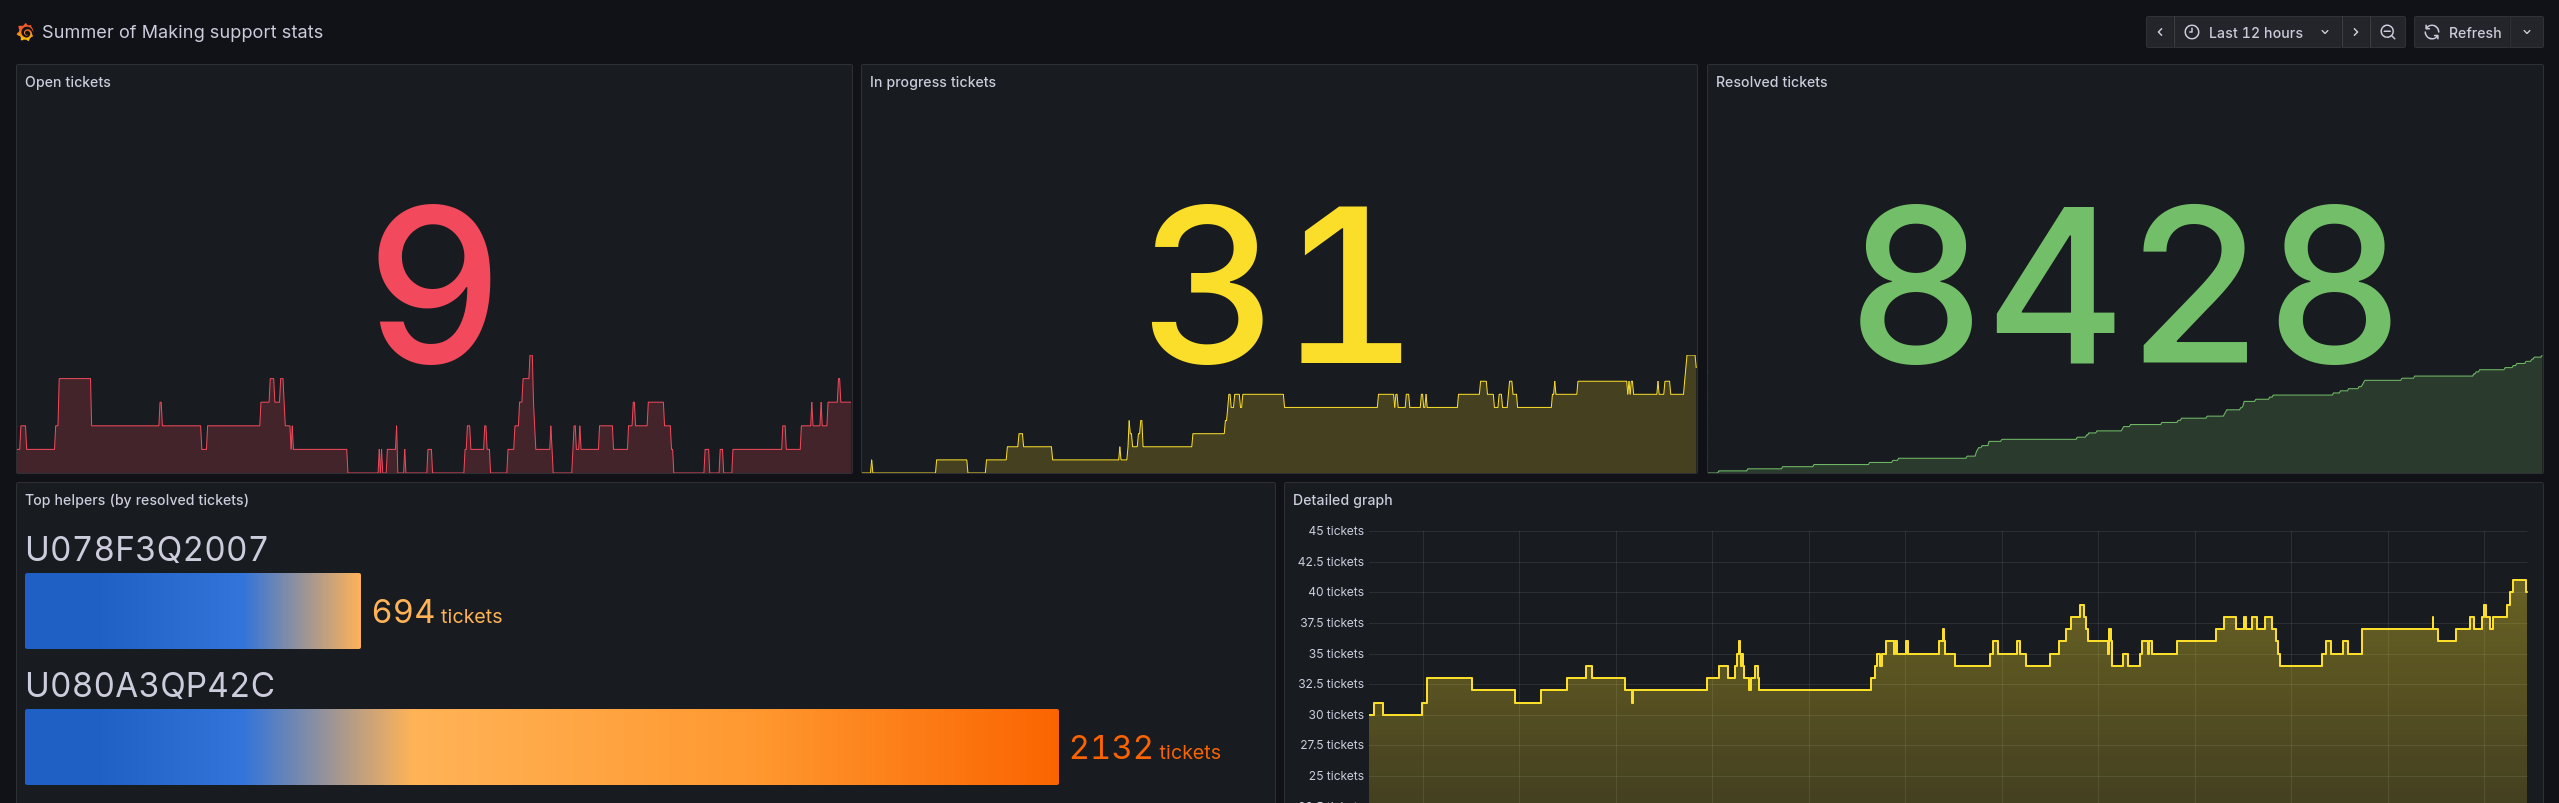 Summer of Making support stats
Last 12 hours
Refresh
Open tickets
9
In progress tickets
31
Resolved tickets
8428
Top helpers (by resolved tickets)
U078F3Q2007
694 tickets
U080A3QP42C
2132 tickets
Detailed graph
45 tickets
42.5 tickets
40 tickets
37.5 tickets
35 tickets
32.5 tickets
30 tickets
27.5 tickets
25 tickets